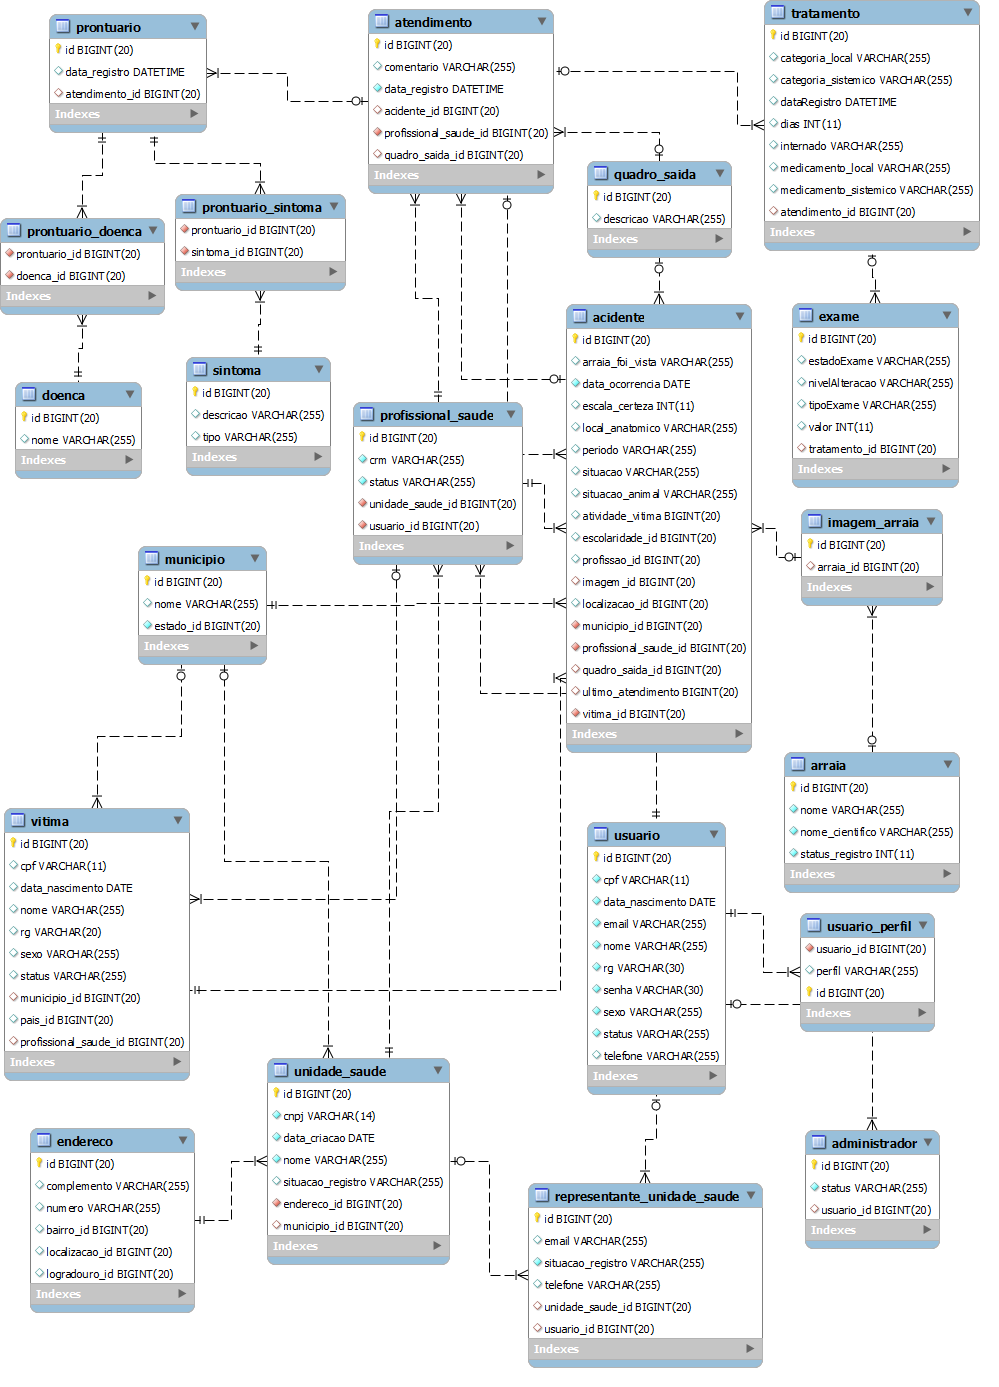 prontuario
id BIGINT(20)
data_registro DATETIME
atendimento_id BIGINT(20)
Indexes
atendimento
id BIGINT(20)
comentario VARCHAR(255)
data_registro DATETIME
acidente_id BIGINT(20)
profissional_saude_id BIGINT(20)
quadro_saida_id BIGINT(20)
Indexes
tratamento
id BIGINT(20)
categoria_local VARCHAR(255)
categoria_sistemico VARCHAR(255)
dataRegistro DATETIME
dias INT(11)
internado VARCHAR(255)
medicamento_local VARCHAR(255)
medicamento_sistemico VARCHAR(255)
atendimento_id BIGINT(20)
Indexes
quadro_saida
id BIGINT(20)
descricao VARCHAR(255)
Indexes
prontuario_doenca
prontuario_id BIGINT(20)
doenca_id BIGINT(20)
Indexes
prontuario_sintoma
prontuario_id BIGINT(20)
sintoma_id BIGINT(20)
Indexes
doenca
id BIGINT(20)
nome VARCHAR(255)
Indexes
sintoma
id BIGINT(20)
descricao VARCHAR(255)
tipo VARCHAR(255)
Indexes
profissional_saude
id BIGINT(20)
crm VARCHAR(255)
status VARCHAR(255)
unidade_saude_id BIGINT(20)
usuario_id BIGINT(20)
Indexes
acidente
id BIGINT(20)
arraia_foi_vista VARCHAR(255)
data_ocorrencia DATE
escala_certeza INT(11)
local_anatomico VARCHAR(255)
periodo VARCHAR(255)
situacao VARCHAR(255)
situacao_animal VARCHAR(255)
atividade_vitima BIGINT(20)
escolaridade_id BIGINT(20)
profissao_id BIGINT(20)
imagem_id BIGINT(20)
localizacao_id BIGINT(20)
municipio_id BIGINT(20)
profissional_saude_id BIGINT(20)
quadro_saida_id BIGINT(20)
ultimo_atendimento BIGINT(20)
vitima_id BIGINT(20)
Indexes
exame
id BIGINT(20)
estadoExame VARCHAR(255)
nivelAlteracao VARCHAR(255)
tipoExame VARCHAR(255)
valor INT(11)
tratamento_id BIGINT(20)
Indexes
imagem_arraia
id BIGINT(20)
arraia_id BIGINT(20)
Indexes
municipio
id BIGINT(20)
nome VARCHAR(255)
estado_id BIGINT(20)
Indexes
arraia
id BIGINT(20)
nome VARCHAR(255)
nome_cientifico VARCHAR(255)
status_registro INT(11)
Indexes
vitima
id BIGINT(20)
cpf VARCHAR(11)
data_nascimento DATE
nome VARCHAR(255)
rg VARCHAR(20)
sexo VARCHAR(255)
status VARCHAR(255)
municipio_id BIGINT(20)
pais_id BIGINT(20)
profissional_saude_id BIGINT(20)
Indexes
usuario
id BIGINT(20)
cpf VARCHAR(11)
data_nascimento DATE
email VARCHAR(255)
nome VARCHAR(255)
rg VARCHAR(30)
senha VARCHAR(30)
sexo VARCHAR(255)
status VARCHAR(255)
telefone VARCHAR(255)
Indexes
usuario_perfil
usuario_id BIGINT(20)
perfil VARCHAR(255)
id BIGINT(20)
Indexes
unidade_saude
id BIGINT(20)
cnpj VARCHAR(14)
data_criacao DATE
nome VARCHAR(255)
situacao_registro VARCHAR(255)
endereco_id BIGINT(20)
municipio_id BIGINT(20)
Indexes
endereco
id BIGINT(20)
complemento VARCHAR(255)
numero VARCHAR(255)
bairro_id BIGINT(20)
localizacao_id BIGINT(20)
logradouro_id BIGINT(20)
Indexes
administrador
id BIGINT(20)
status VARCHAR(255)
usuario_id BIGINT(20)
Indexes
representante_unidade_saude
id BIGINT(20)
email VARCHAR(255)
situacao_registro VARCHAR(255)
telefone VARCHAR(255)
unidade_saude_id BIGINT(20)
usuario_id BIGINT(20)
Indexes